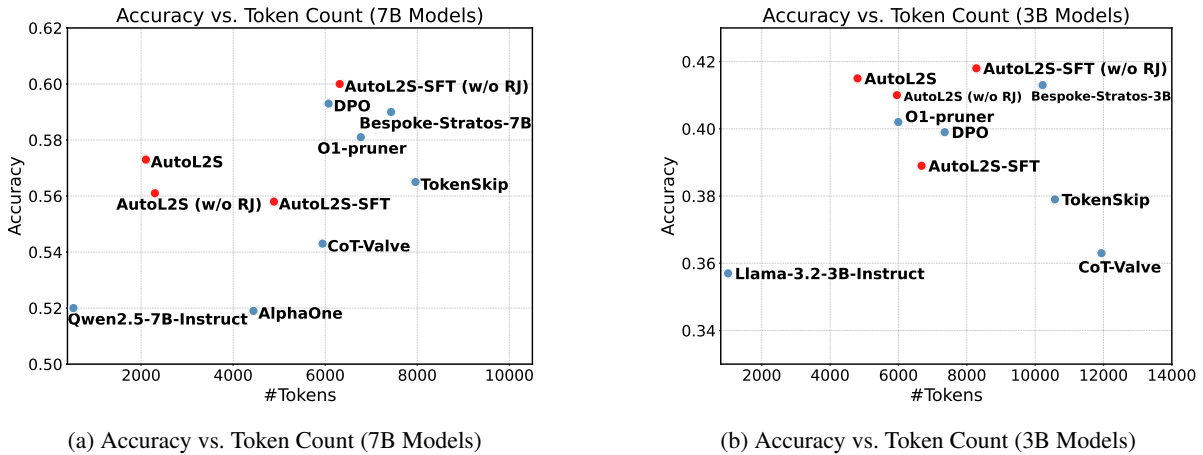 Accuracy vs. Token Count (7B Models)
0.62
0.60
0.58
0.56
0.54
0.52
0.50
Accuracy
AutoL2S-SFT (w/o RJ)
DPO
Bespoke-Stratos-7B
O1-pruner
AutoL2S
TokenSkip
AutoL2S (w/o RJ)
AutoL2S-SFT
CoT-Valve
Qwen2.5-7B-Instruct
AlphaOne
2000 4000 6000 8000 10000
#Tokens
(a) Accuracy vs. Token Count (7B Models)
Accuracy vs. Token Count (3B Models)
0.42
0.40
0.38
0.36
0.34
Accuracy
AutoL2S-SFT (w/o RJ)
AutoL2S
AutoL2S (w/o RJ)
Bespoke-Stratos-3B
O1-pruner
DPO
AutoL2S-SFT
TokenSkip
CoT-Valve
Llama-3.2-3B-Instruct
2000 4000 6000 8000 10000 12000 14000
#Tokens
(b) Accuracy vs. Token Count (3B Models)